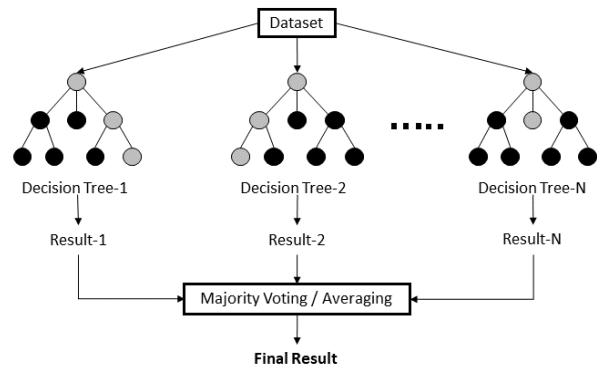 Dataset
Decision Tree-1
Decision Tree-2
Decision Tree-N
Result-1
Result-2
Result-N
Majority Voting / Averaging
Final Result